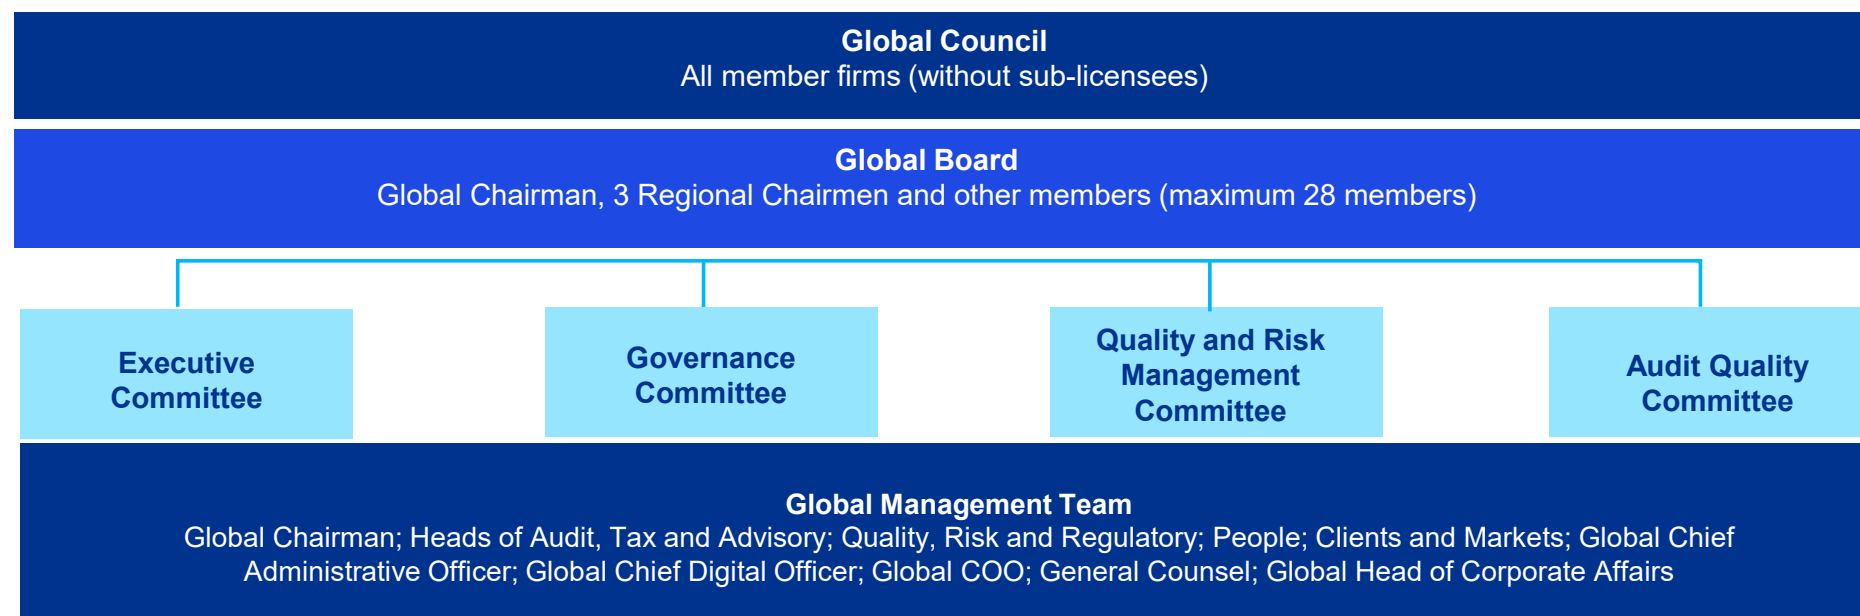 Global Council
All member firms (without sub-licensees)
Global Board
Global Chairman, 3 Regional Chairmen and other members (maximum 28 members)
Executive
Committee
Governance
Committee
Quality and Risk
Management
Committee
Audit Quality
Committee
Global Management Team
Global Chairman; Heads of Audit, Tax and Advisory; Quality, Risk and Regulatory; People; Clients and Markets; Global Chief
Administrative Officer; Global Chief Digital Officer; Global COO; General Counsel; Global Head of Corporate Affairs